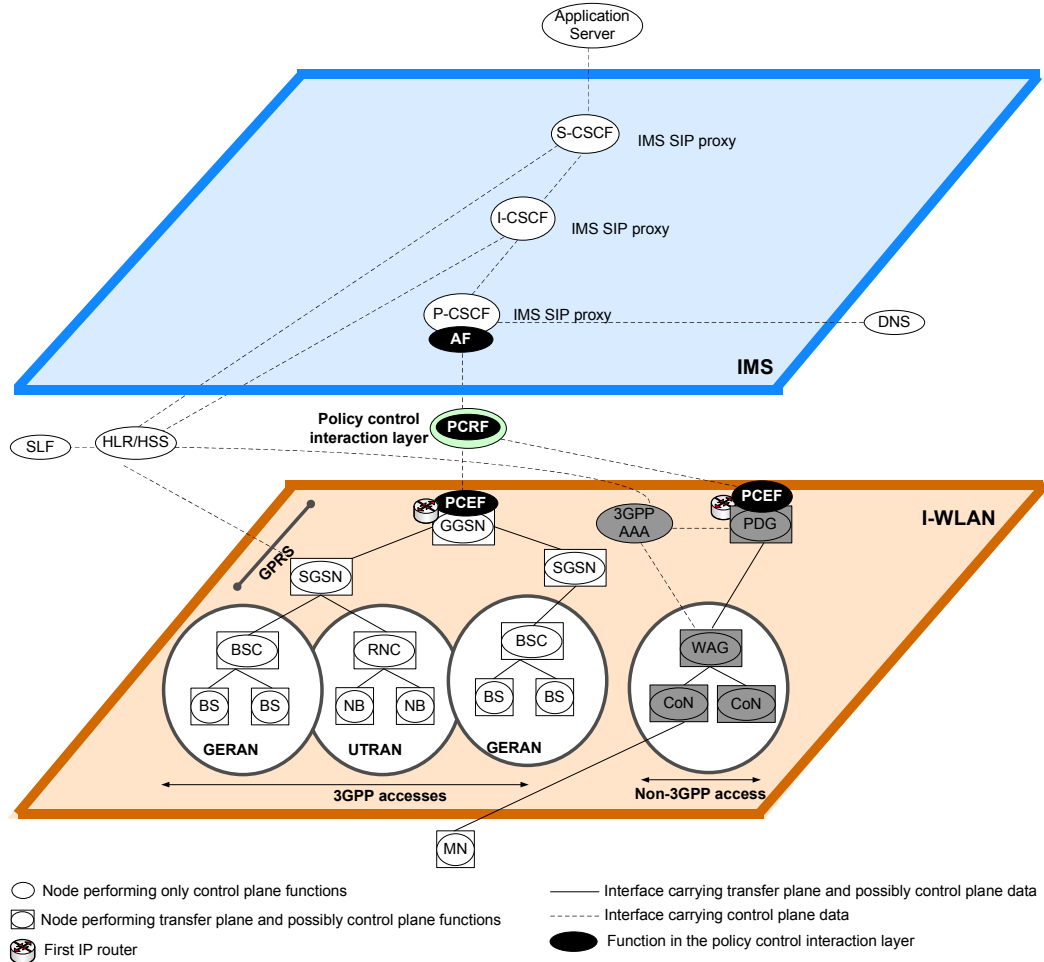 Application
Server
S-CSCF
IMS SIP proxy
I-CSCF
IMS SIP proxy
P-CSCF
IMS SIP proxy
AF
DNS
IMS
Policy control
interaction layer
PCRF
SLF
HLR/HSS
PCEF
GGSN
3GPP
AAA
PCEF
PDG
I-WLAN
GPRS
SGSN
SGSN
BSC
RNC
BSC
WAG
BS
BS
NB
NB
BS
BS
CoN
CoN
GERAN
UTRAN
GERAN
3GPP accesses
Non-3GPP access
MN
Node performing only control plane functions
Node performing transfer plane and possibly control plane functions
First IP router
Interface carrying transfer plane and possibly control plane data
Interface carrying control plane data
Function in the policy control interaction layer